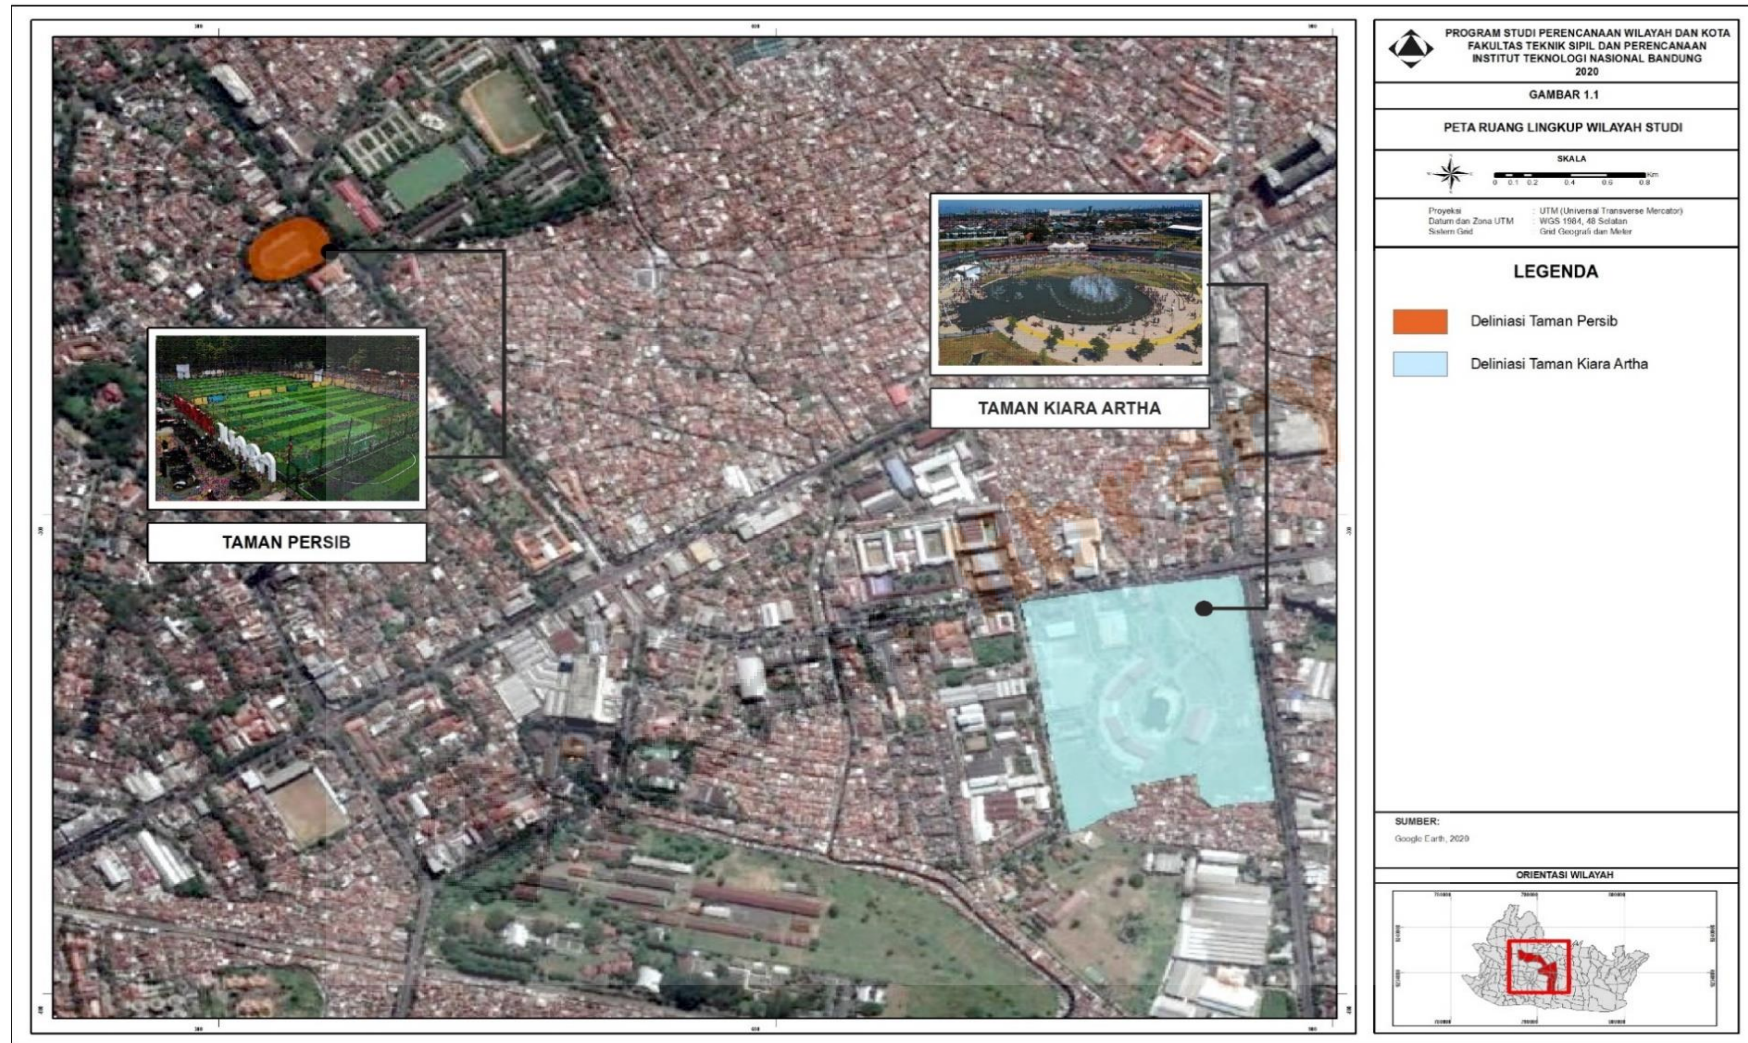 PROGRAM STUDI PERENCANAAN WILAYAH DAN KOTA
FAKULTAS TEKNIK SIPIL DAN PERENCANAAN
INSTITUT TEKNOLOGI NASIONAL BANDUNG
2020
GAMBAR 1.1
PETA RUANG LINGKUP WILAYAH STUDI
SKALA
Km
0 0.1 0.2 0.4 0.6 0.8
Proyeksi : UTM (Universal Transverse Mercator)
Datum dan Zona UTM : WGS 1984, 48 Selatan
Sistem Grid : Grid Geografi dan Meter
LEGENDA
Deliniasi Taman Persib
Deliniasi Taman Kiara Artha
SUMBER:
Google Earth, 2020
ORIENTASI WILAYAH
TAMAN KIARA ARTHA
TAMAN PERSIB